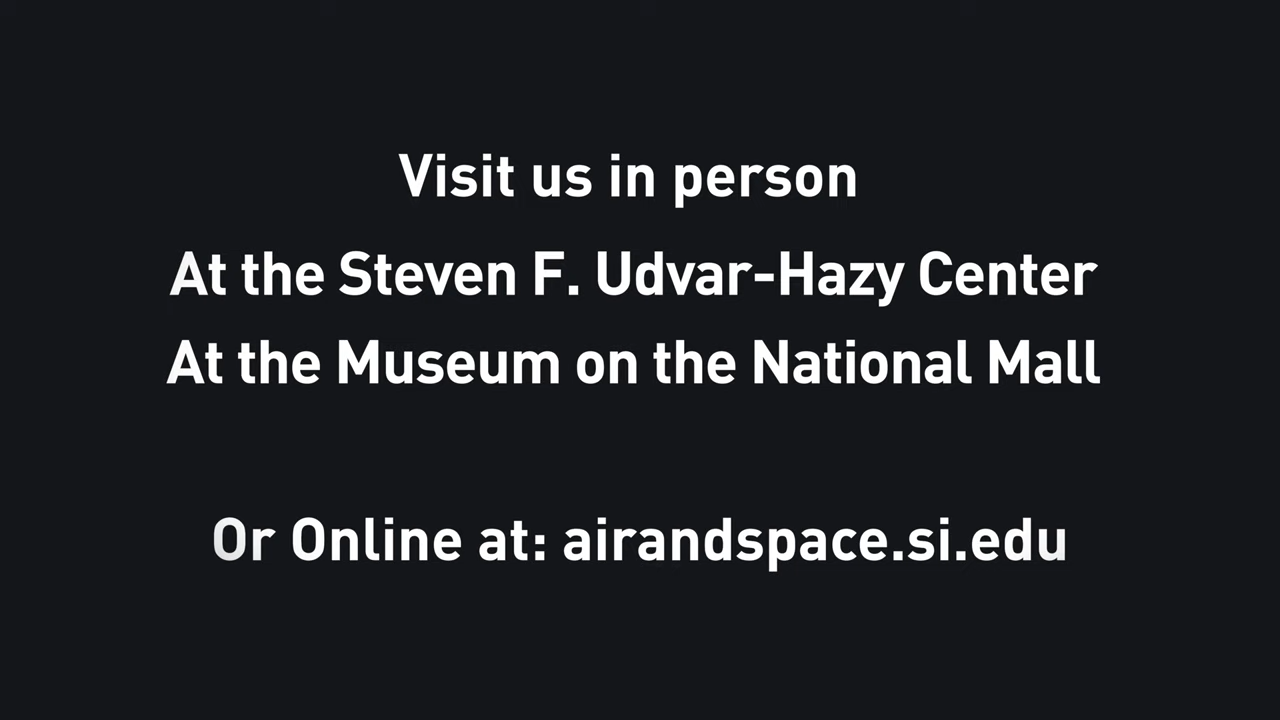 Visit us in person
At the Steven F. Udvar-Hazy Center
At the Museum on the National Mall
Or Online at: airandspace.si.edu